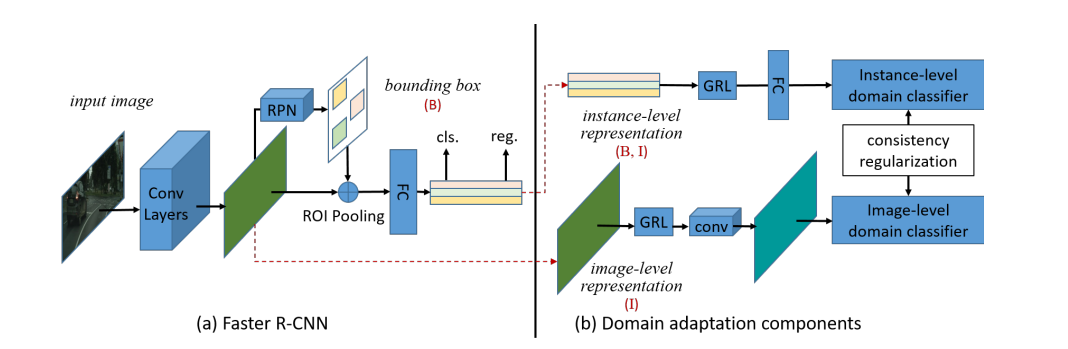 input image
Conv
Layers
RPN
bounding box
(B)
ROI Pooling
FC
cls.
reg.
(a) Faster R-CNN
instance-level
representation
(B, I)
GRL
FC
Instance-level
domain classifier
consistency
regularization
image-level
representation
(I)
GRL
conv
Image-level
domain classifier
(b) Domain adaptation components